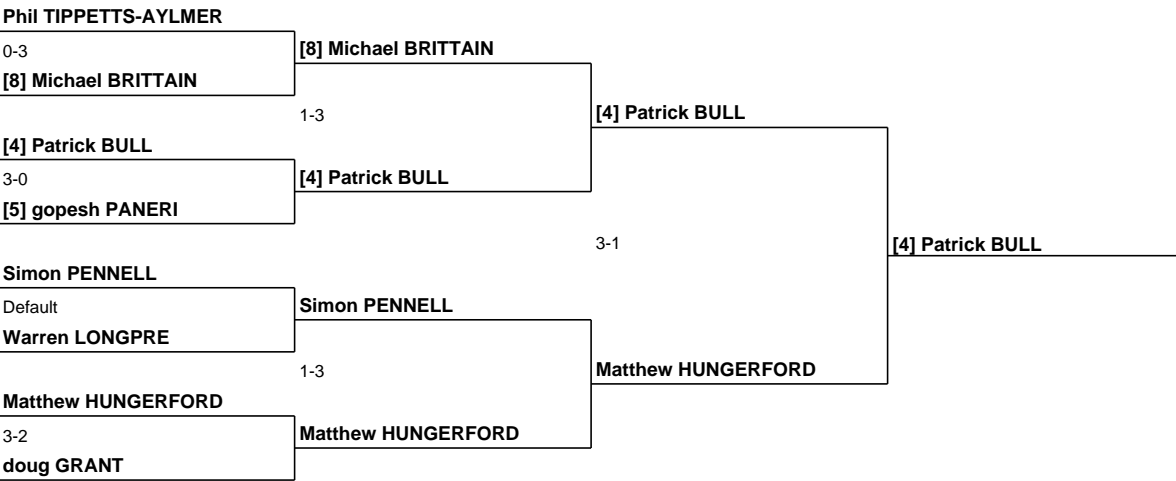 Phil TIPPETTS-AYLMER
0-3
[8] Michael BRITTAIN
[8] Michael BRITTAIN
1-3
[4] Patrick BULL
[4] Patrick BULL
3-0
[4] Patrick BULL
[5] gopesh PANERI
3-1
[4] Patrick BULL
Simon PENNELL
Default
Simon PENNELL
Warren LONGPRE
1-3
Matthew HUNGERFORD
Matthew HUNGERFORD
3-2
Matthew HUNGERFORD
doug GRANT